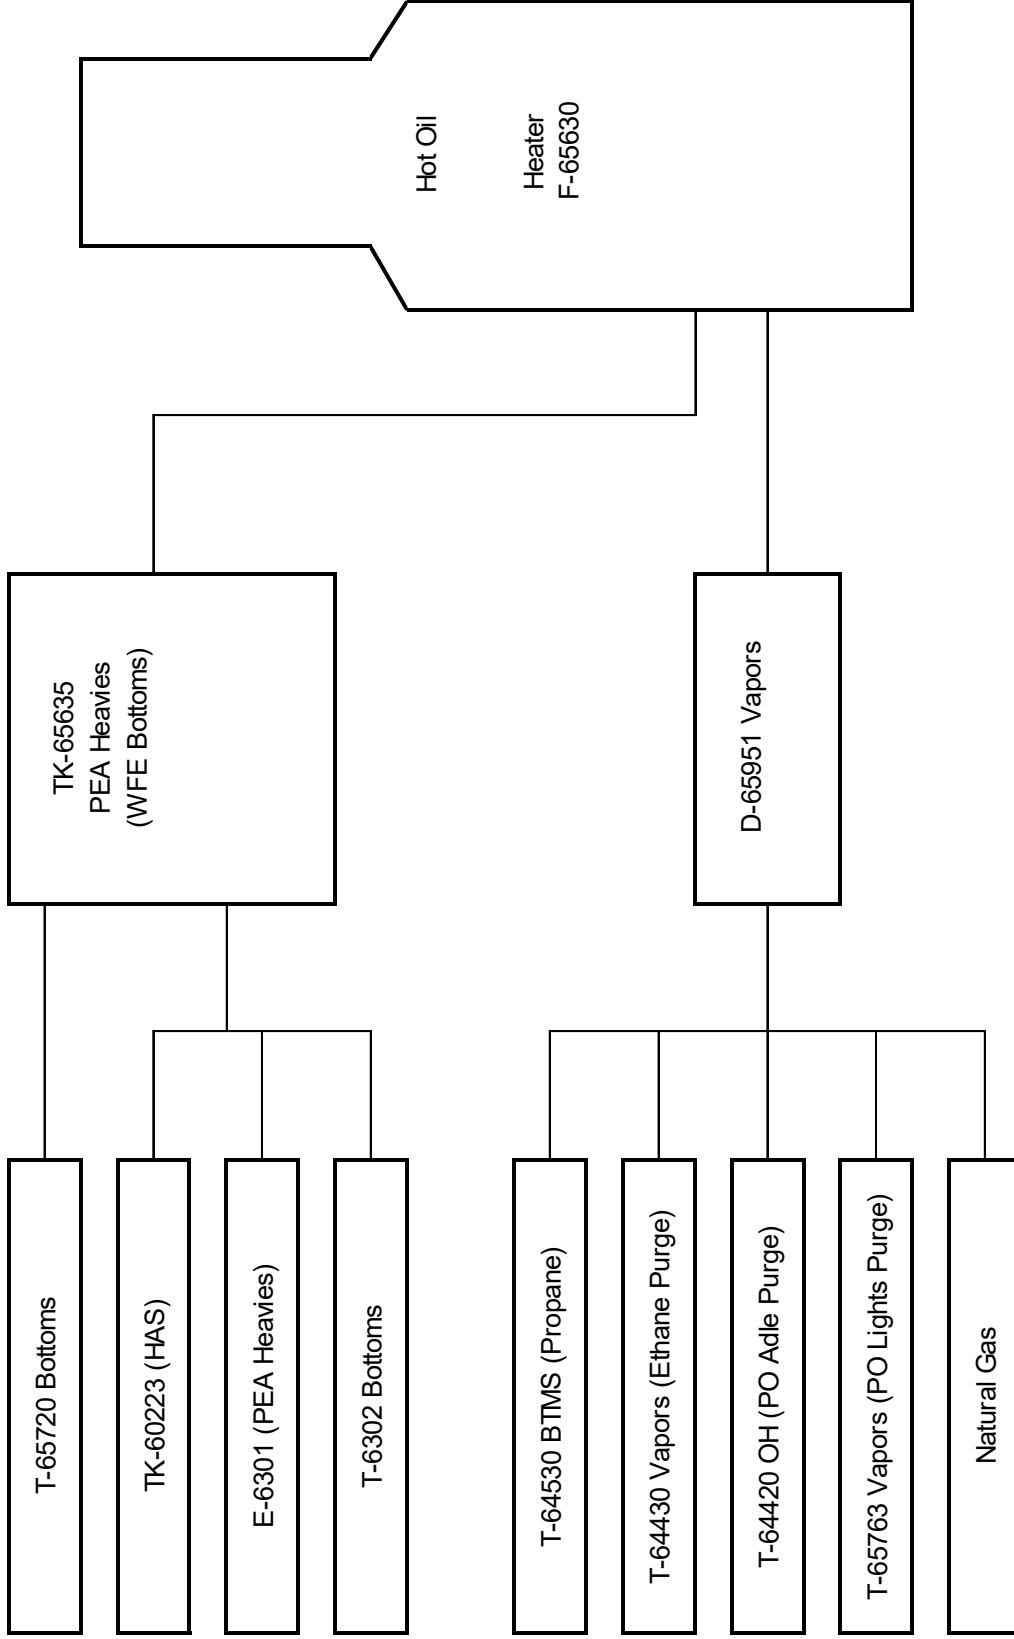 T-65720 Bottoms
TK-60223 (HAS)
E-6301 (PEA Heavies)
T-6302 Bottoms
T-64530 BTMS (Propane)
T-64430 Vapors (Ethane Purge)
T-64420 OH (PO Adle Purge)
T-65763 Vapors (PO Lights Purge)
Natural Gas
TK-65635
PEA Heavies
(WFE Bottoms)
D-65951 Vapors
Hot Oil
Heater
F-65630